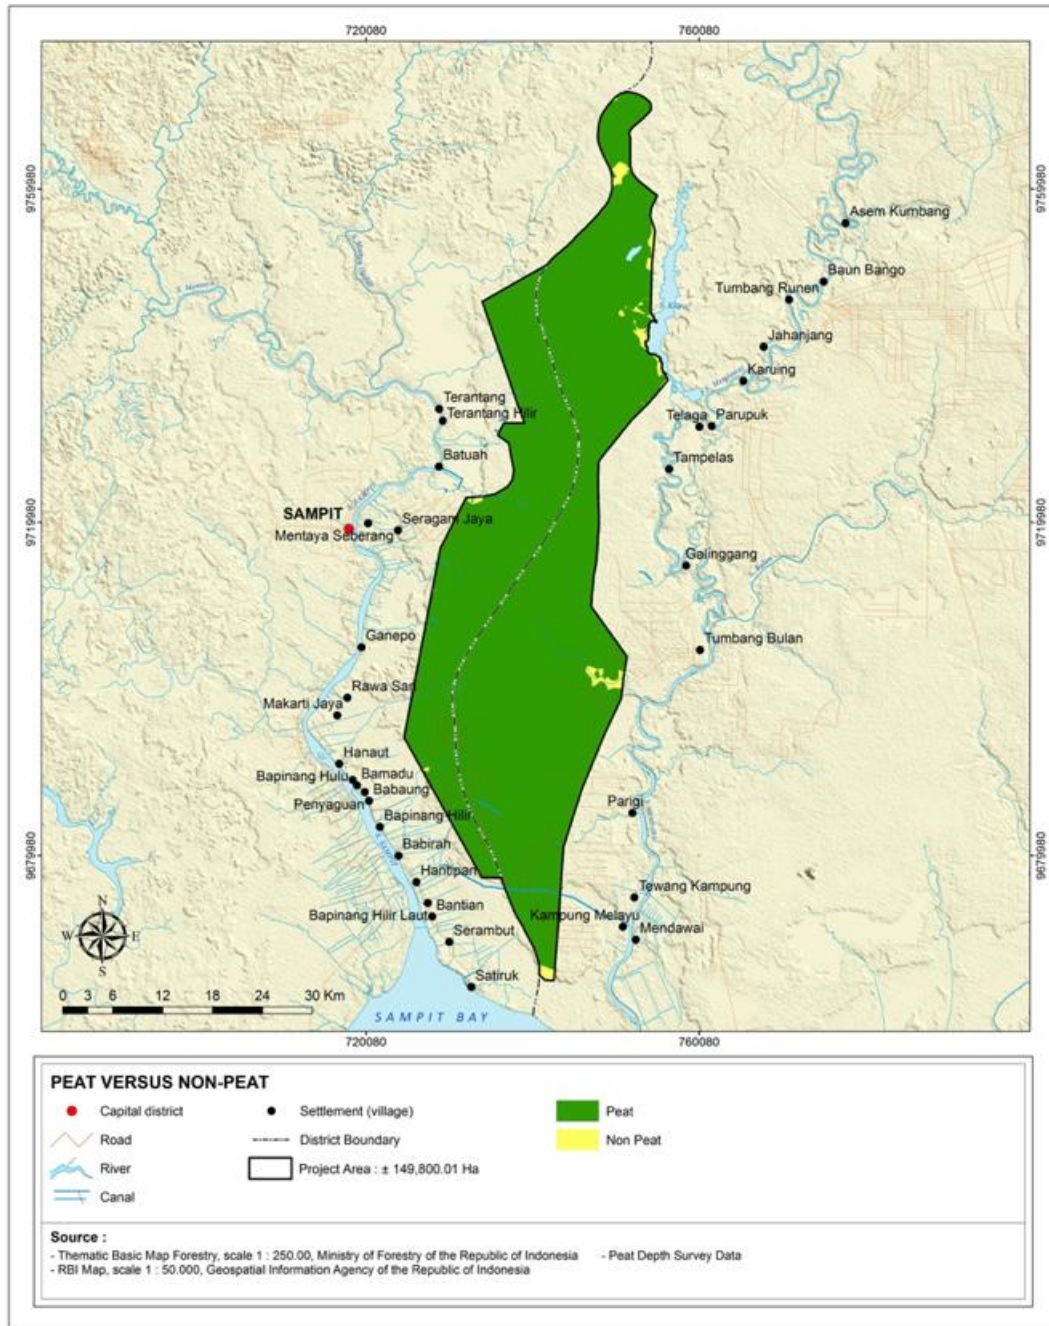 720080
760080
9759980
9759980
Asem Kumbang
Baun Bango
Tumbang Runen
Jahanjang
Karuing
Terantang
Terantang Hilir
Telaga
Parupuk
Batuah
Tampelas
SAMPIT
Seragam Jaya
Mentaya Seberang
9719980
9719980
Galinggang
Ganepo
Tumbang Bulan
Rawa Sari
Makarti Jaya
Hanaut
Bapinang Hulu
Bamadu
Babaung
Penyaguan
Parigi
Bapinang Hilir
Babirah
9679980
9679980
Hantipan
Tewang Kampung
Bantian
Bapinang Hilir Laut
Kampung Melayu
Serambut
Mendawai
Satiruk
N
W
E
S
0 3 6 12 18 24 30 Km
SAMPIT BAY
720080
760080
PEAT VERSUS NON-PEAT
Capital district
Settlement (village)
Peat
Road
District Boundary
Non Peat
River
Project Area : ± 149,800.01 Ha
Canal
Source :
- Thematic Basic Map Forestry, scale 1 : 250.00, Ministry of Forestry of the Republic of Indonesia - Peat Depth Survey Data
- RBI Map, scale 1 : 50.000, Geospatial Information Agency of the Republic of Indonesia